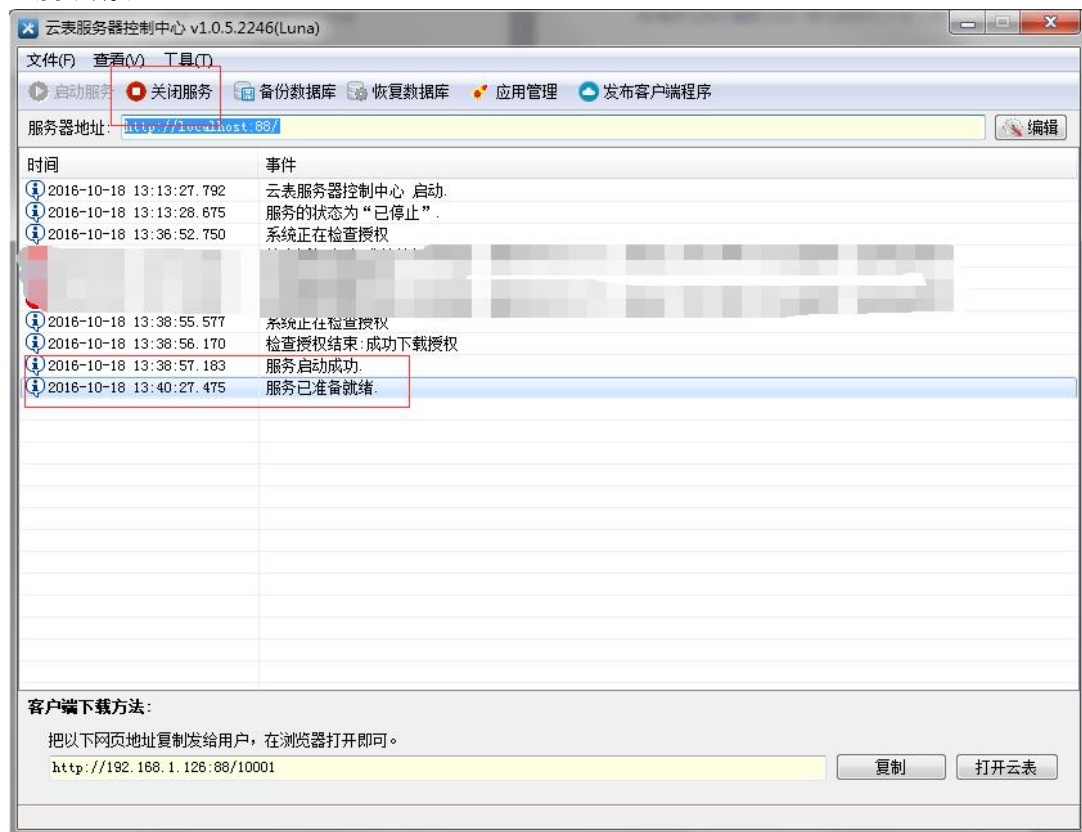 云表服务器控制中心 v1.0.5.2246(Luna)
文件(F) 查看(V) 工具(T)
启动服务 关闭服务 备份数据库 恢复数据库 应用管理 发布客户端程序
服务器地址: http://localhost:88/ 编辑
时间 事件
2016-10-18 13:13:27.792 云表服务器控制中心 启动.
2016-10-18 13:13:28.675 服务的状态为“已停止”.
2016-10-18 13:36:52.750 系统正在检查授权
2016-10-18 13:38:55.577 系统正在检查授权
2016-10-18 13:38:56.170 检查授权结束:成功下载授权
2016-10-18 13:38:57.183 服务启动成功.
2016-10-18 13:40:27.475 服务已准备就绪.
客户端下载方法:
把以下网页地址复制发给用户，在浏览器打开即可。
http://192.168.1.126:88/10001 复制 打开云表